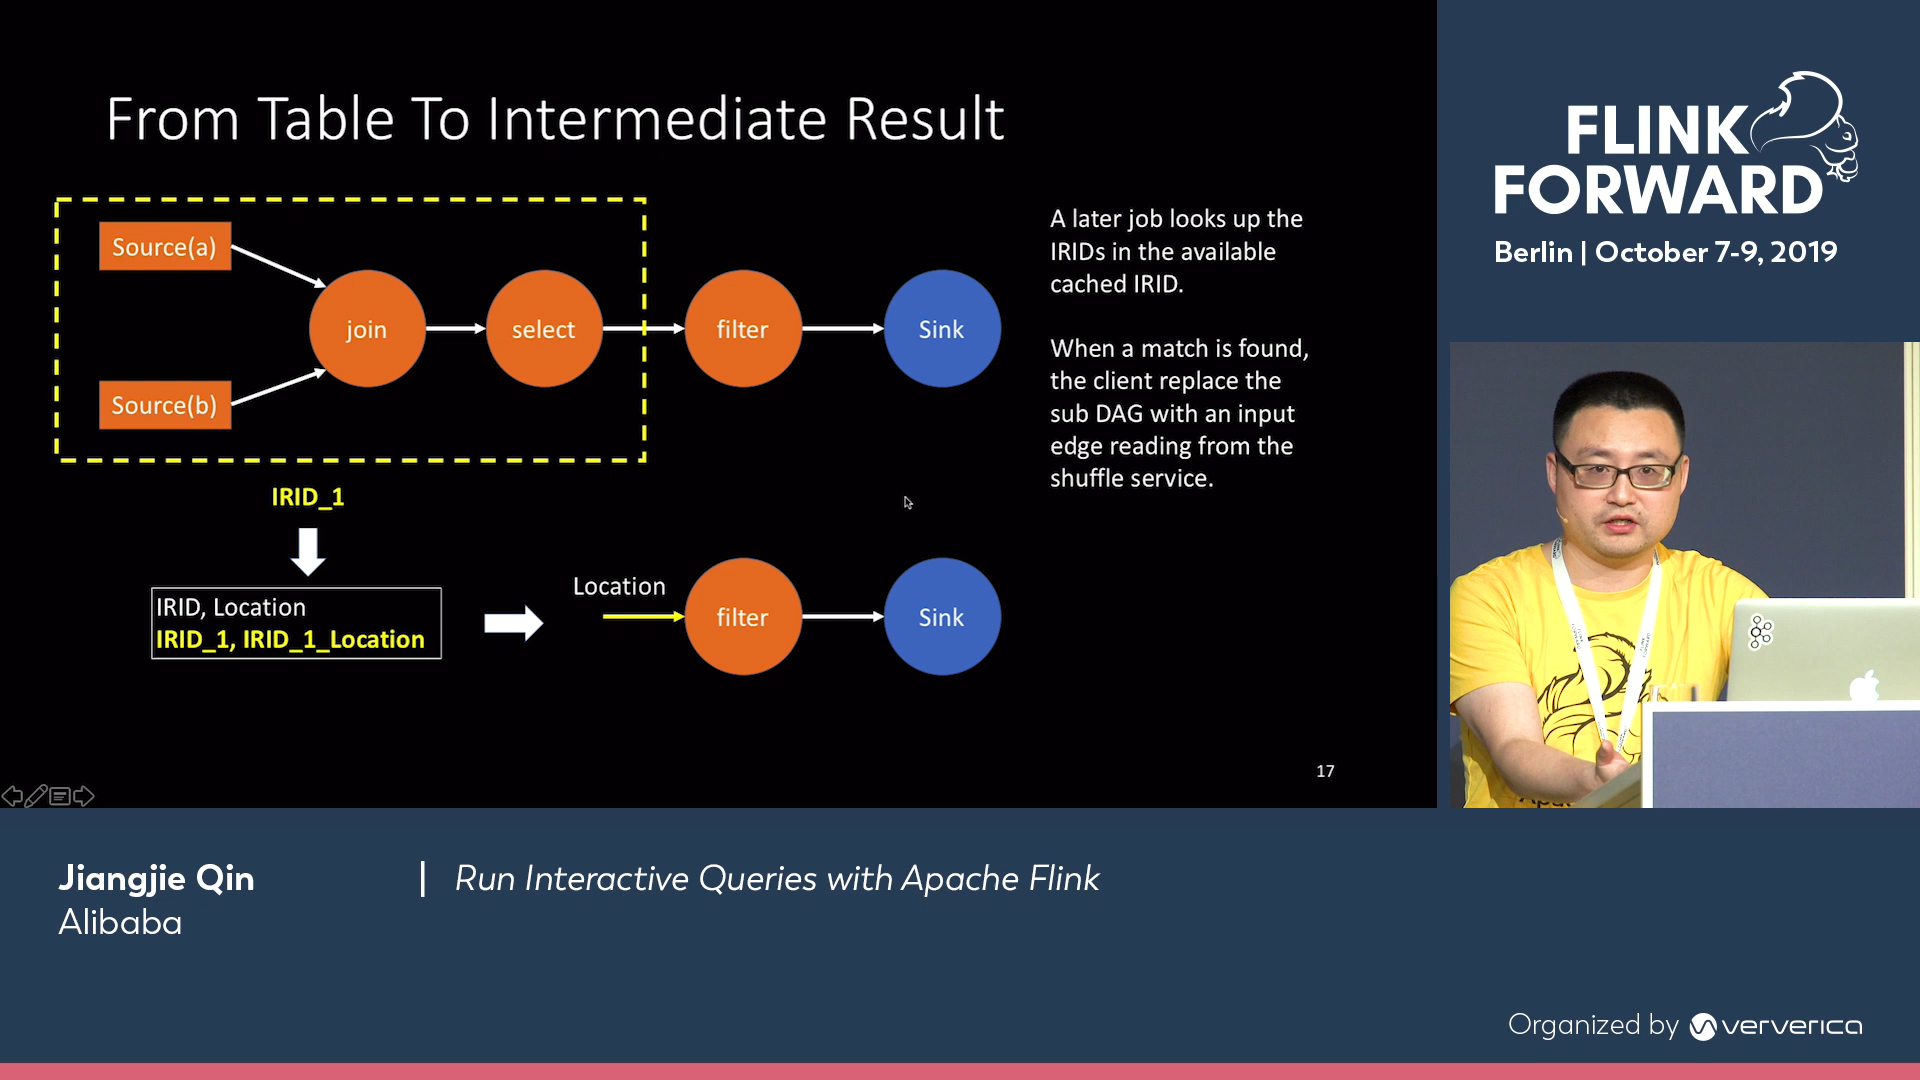 From Table To Intermediate Result
Source(a)
Source(b)
join
select
filter
Sink
IRID_1
IRID, Location
IRID_1, IRID_1_Location
Location
filter
Sink
A later job looks up the
IRIDs in the available
cached IRID.
When a match is found,
the client replace the
sub DAG with an input
edge reading from the
shuffle service.
17
FLINK
FORWARD
Berlin | October 7-9, 2019
Jiangjie Qin
Alibaba
| Run Interactive Queries with Apache Flink
Organized by ververica